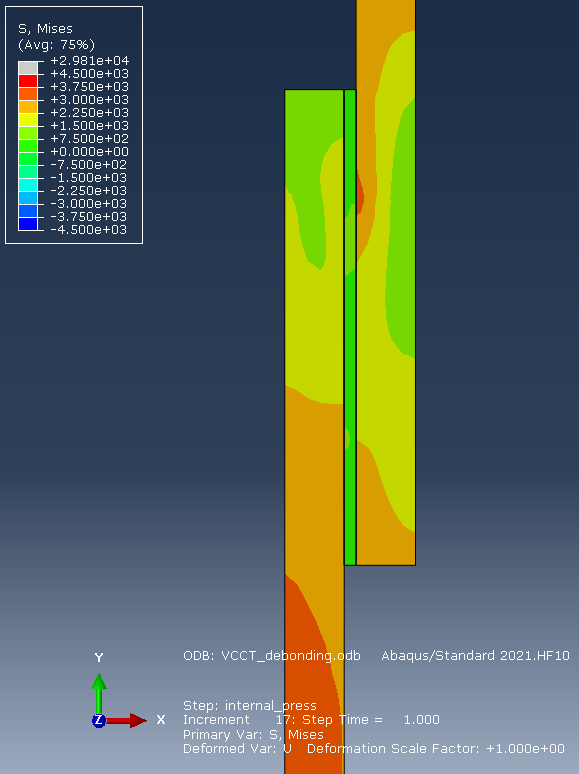 S, Mises
(Avg: 75%)
+2.981e+04
+4.500e+03
+3.750e+03
+3.000e+03
+2.250e+03
+1.500e+03
+7.500e+02
+0.000e+00
-7.500e+02
-1.500e+03
-2.250e+03
-3.000e+03
-3.750e+03
-4.500e+03
Y
Z X
ODB: VCCT_debonding.odb Abaqus/Standard 2021.HF10
Step: internal_press
Increment 17: Step Time = 1.000
Primary Var: S, Mises
Deformed Var: U Deformation Scale Factor: +1.000e+00